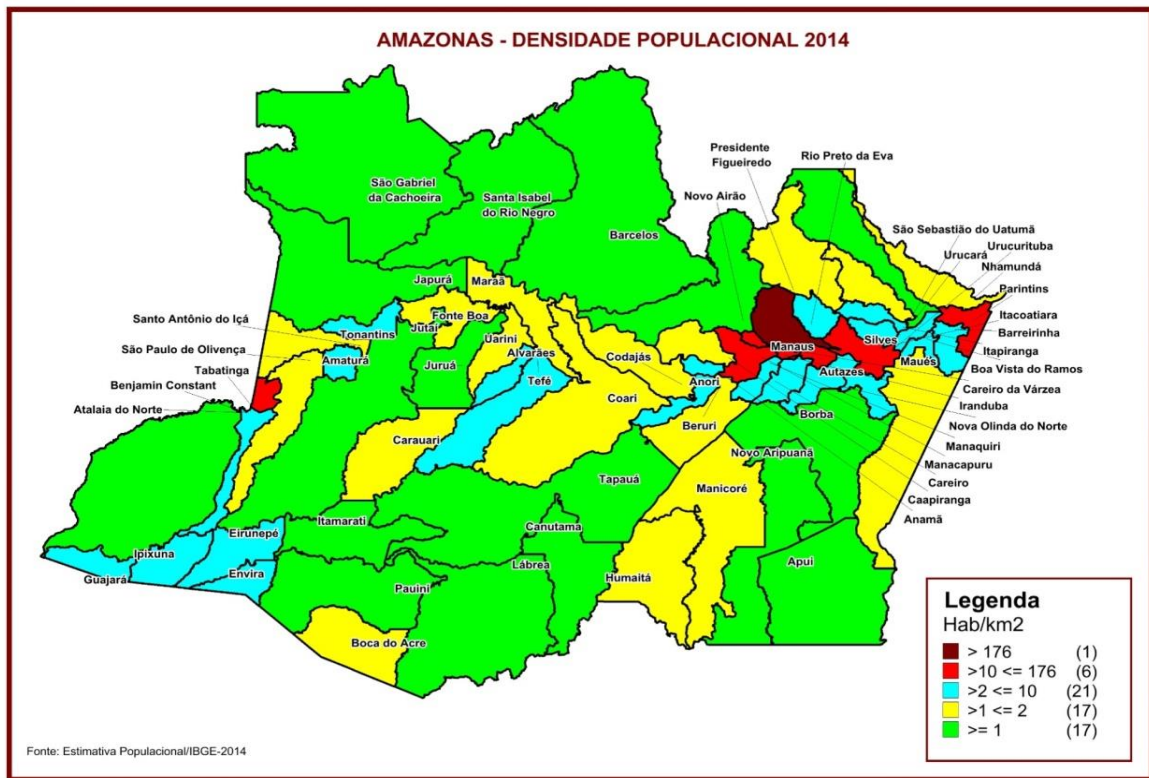 AMAZONAS - DENSIDADE POPULACIONAL 2014
Presidente
Figueiredo
Rio Preto da Eva
Novo Airão
São Gabriel
da Cachoeira
Santa Isabel
do Rio Negro
Barcelos
São Sebastião do Uatumã
Urucurituba
Urucará
Nhamundá
Parintins
Itacoatiara
Barreirinha
Itapiranga
Boa Vista do Ramos
Careiro da Várzea
Iranduba
Nova Olinda do Norte
Manaquiri
Manacapuru
Careiro
Caapiranga
Anamã
Japurá
Maraã
Santo Antônio do Içá
Tonantins
Fonte Boa
Jutaí
Uarini
São Paulo de Olivença
Amaturá
Alvarães
Codajás
Manaus
Silves
Maués
Tabatinga
Juruá
Tefé
Anori
Autazes
Benjamin Constant
Coari
Atalaia do Norte
Carauari
Beruri
Borba
Novo Aripuanã
Tapauá
Manicoré
Itamarati
Canutama
Eirunepé
Ipixuna
Guajará
Envira
Lábrea
Apui
Pauini
Humaitá
Boca do Acre
Legenda
Hab/km2
> 176 (1)
>10 <= 176 (6)
>2 <= 10 (21)
>1 <= 2 (17)
>= 1 (17)
Fonte: Estimativa Populacional/IBGE-2014